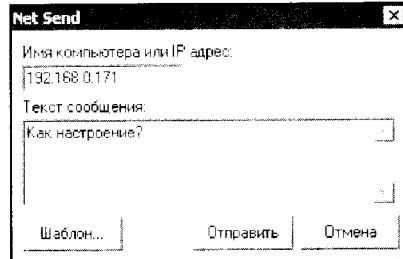 Net Send
Имя компьютера или IP адрес:
192.168.0.171
Текст сообщения:
Как настроение?
Шаблон... Отправить Отмена